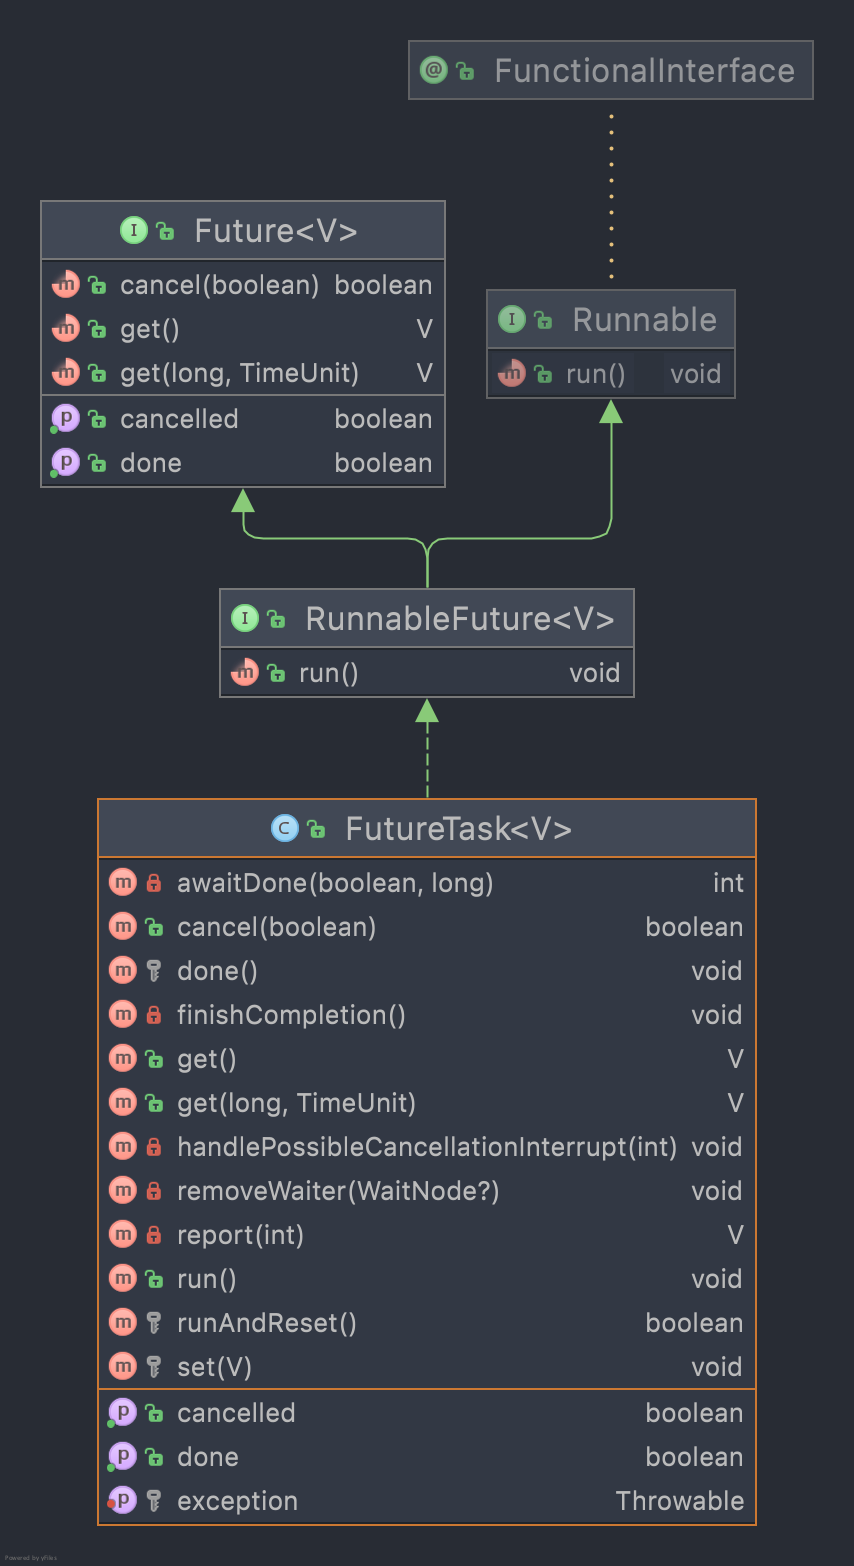 FunctionalInterface
Future<V>
cancel(boolean) boolean
get() V
get(long, TimeUnit) V
cancelled boolean
done boolean
Runnable
run() void
RunnableFuture<V>
run() void
FutureTask<V>
awaitDone(boolean, long) int
cancel(boolean) boolean
done() void
finishCompletion() void
get() V
get(long, TimeUnit) V
handlePossibleCancellationInterrupt(int) void
removeWaiter(WaitNode?) void
report(int) V
run() void
runAndReset() boolean
set(V) void
cancelled boolean
done boolean
exception Throwable
Powered by yFiles